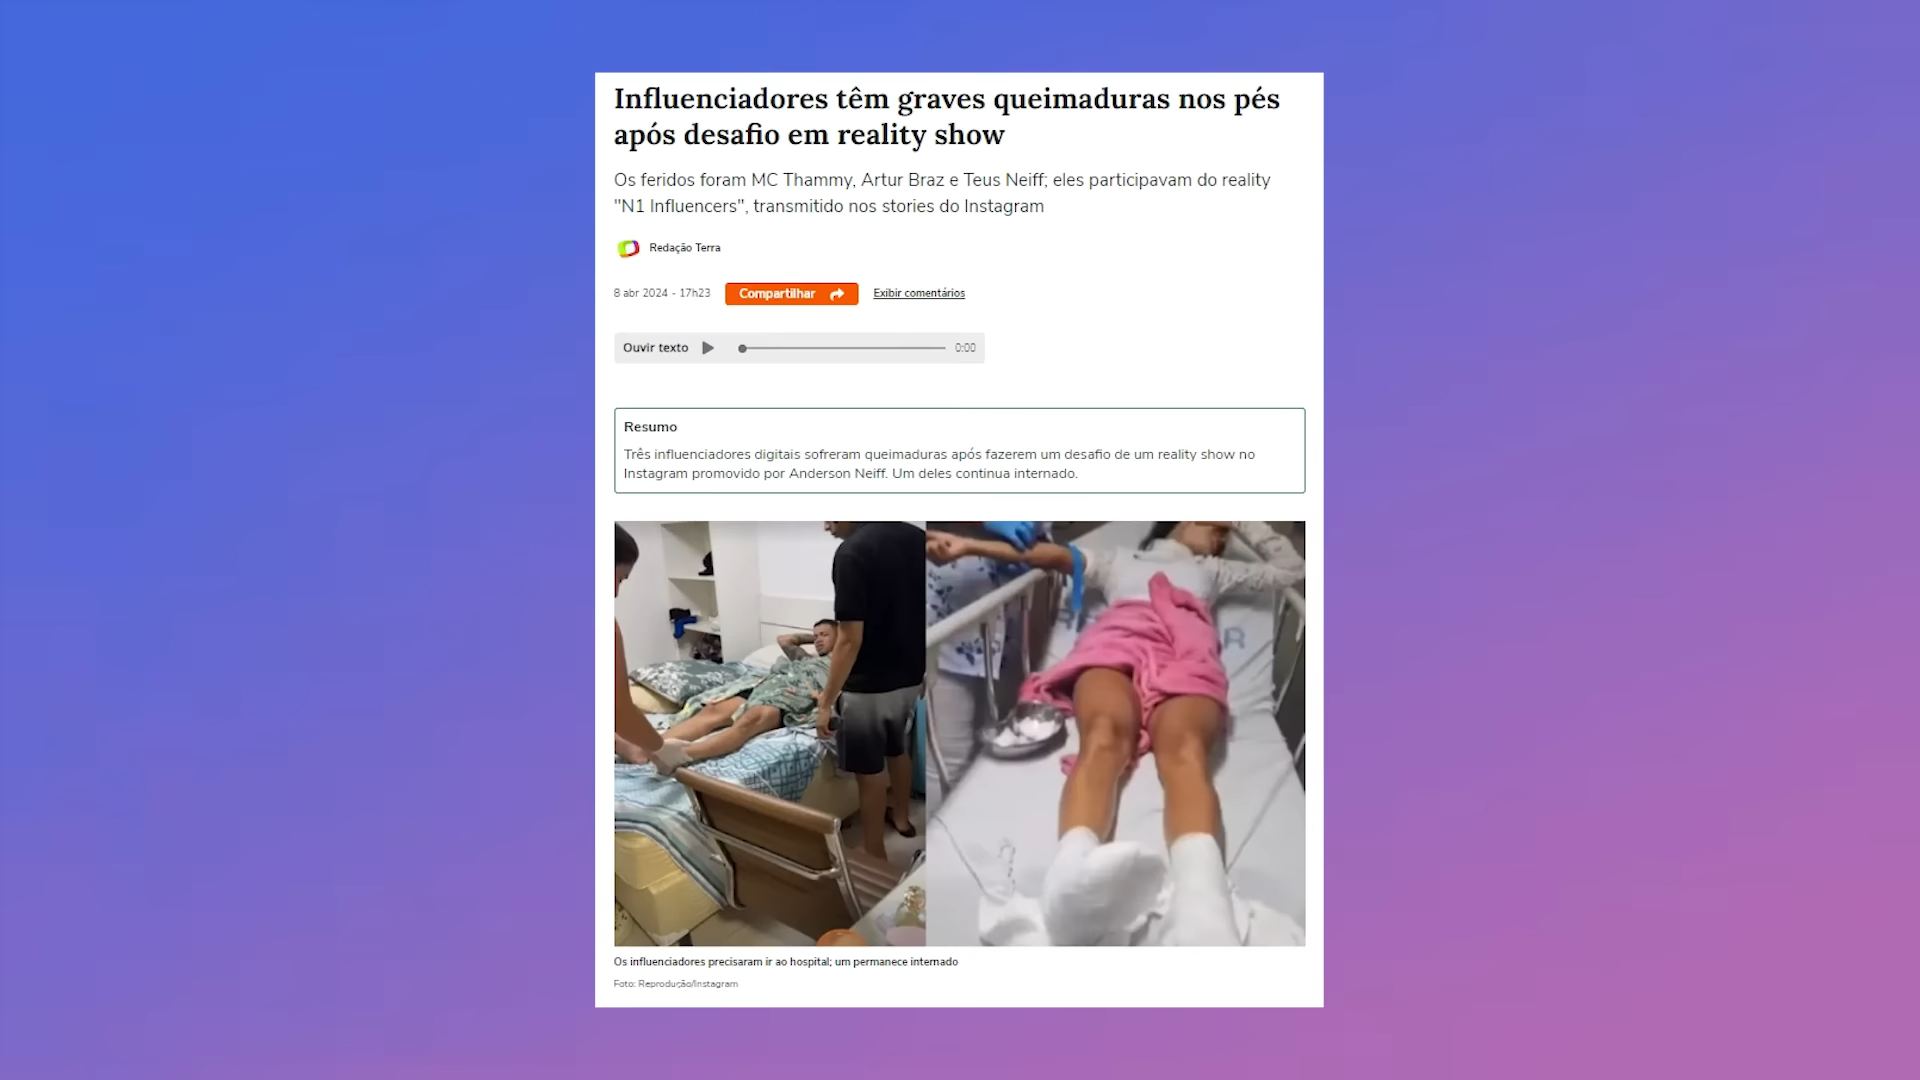 Influenciadores têm graves queimaduras nos pés
após desafio em reality show
Os feridos foram MC Thammy, Artur Braz e Teus Neiff; eles participavam do reality
"N1 Influencers", transmitido nos stories do Instagram
Redação Terra
8 abr 2024 - 17h23
Compartilhar
Exibir comentários
Ouvir texto
0:00
Resumo
Três influenciadores digitais sofreram queimaduras após fazerem um desafio de um reality show no
Instagram promovido por Anderson Neiff. Um deles continua internado.
Os influenciadores precisaram ir ao hospital; um permanece internado
Foto: Reprodução/Instagram